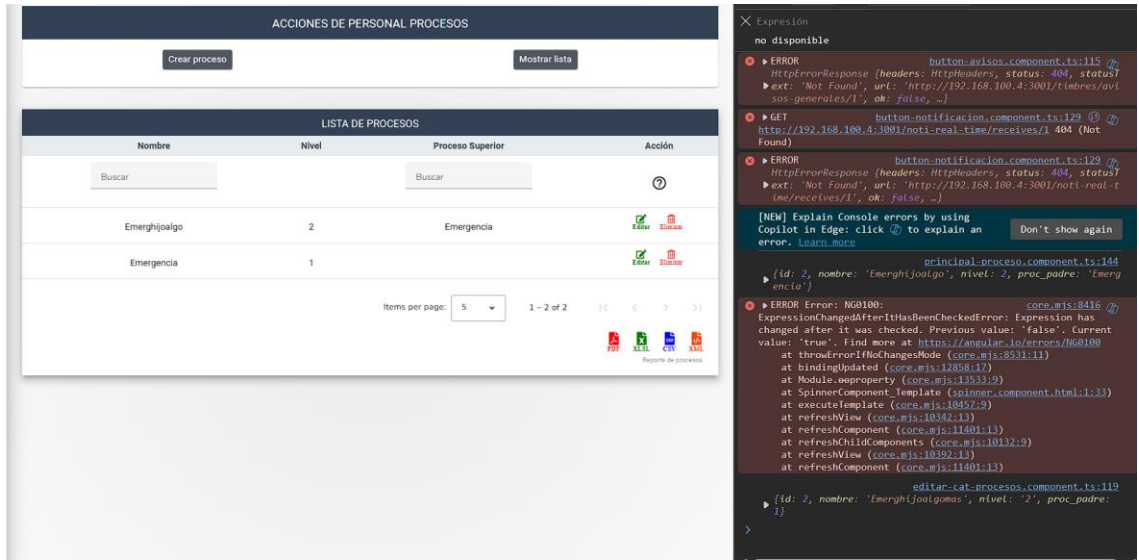 ACCIONES DE PERSONAL PROCESOS
Crear proceso Mostrar lista
LISTA DE PROCESOS
Nombre Nivel Proceso Superior Acción
Buscar Buscar
Emerghijoalgo 2 Emergencia Editar Eliminar
Emergencia 1 Editar Eliminar
Items per page: 5 1 – 2 of 2
PDF XLSL CSV XML
Reporte de procesos
Expresión
no disponible
ERROR button-avisos.component.ts:115
HttpErrorResponse {headers: HttpHeaders, status: 404, statusT
ext: 'Not Found', url: 'http://192.168.100.4:3001/timbres/avi
sos-generales/1', ok: false, …}
GET button-notificacion.component.ts:129
http://192.168.100.4:3001/noti-real-time/receives/1 404 (Not
Found)
ERROR button-notificacion.component.ts:129
HttpErrorResponse {headers: HttpHeaders, status: 404, statusT
ext: 'Not Found', url: 'http://192.168.100.4:3001/noti-real-t
ime/receives/1', ok: false, …}
[NEW] Explain Console errors by using
Copilot in Edge: click to explain an
error. Learn more
Don't show again
principal-proceso.component.ts:144
{id: 2, nombre: 'Emerghijoalgo', nivel: 2, proc_padre: 'Emerg
encia'}
ERROR Error: NG0100: core.mjs:8416
ExpressionChangedAfterItHasBeenCheckedError: Expression has
changed after it was checked. Previous value: 'false'. Current
value: 'true'. Find more at https://angular.io/errors/NG0100
at throwErrorIfNoChangesMode (core.mjs:8531:11)
at bindingUpdated (core.mjs:12858:17)
at Module.ɵɵproperty (core.mjs:13533:9)
at SpinnerComponent_Template (spinner.component.html:1:33)
at executeTemplate (core.mjs:10457:9)
at refreshView (core.mjs:10342:13)
at refreshComponent (core.mjs:11401:13)
at refreshChildComponents (core.mjs:10132:9)
at refreshView (core.mjs:10392:13)
at refreshComponent (core.mjs:11401:13)
editar-cat-procesos.component.ts:119
{id: 2, nombre: 'Emerghijoalgomas', nivel: '2', proc_padre:
1}